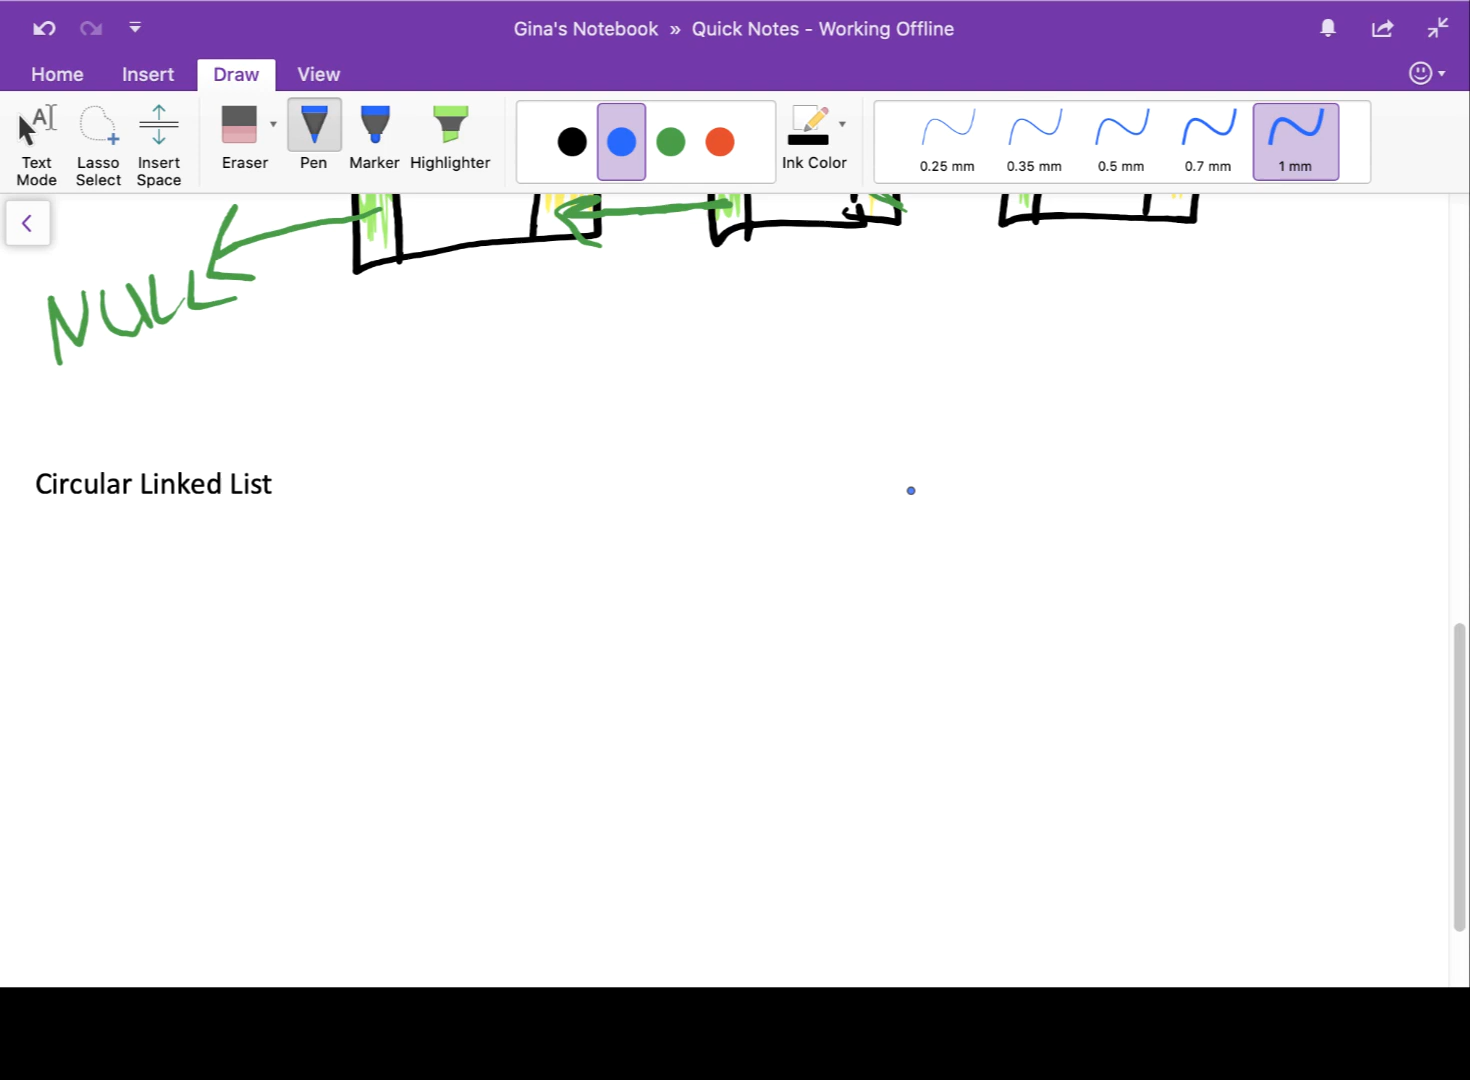 Gina's Notebook » Quick Notes - Working Offline
Home Insert Draw View
Text Mode
Lasso Select
Insert Space
Eraser
Pen
Marker
Highlighter
Ink Color
0.25 mm
0.35 mm
0.5 mm
0.7 mm
1 mm
NULL
Circular Linked List